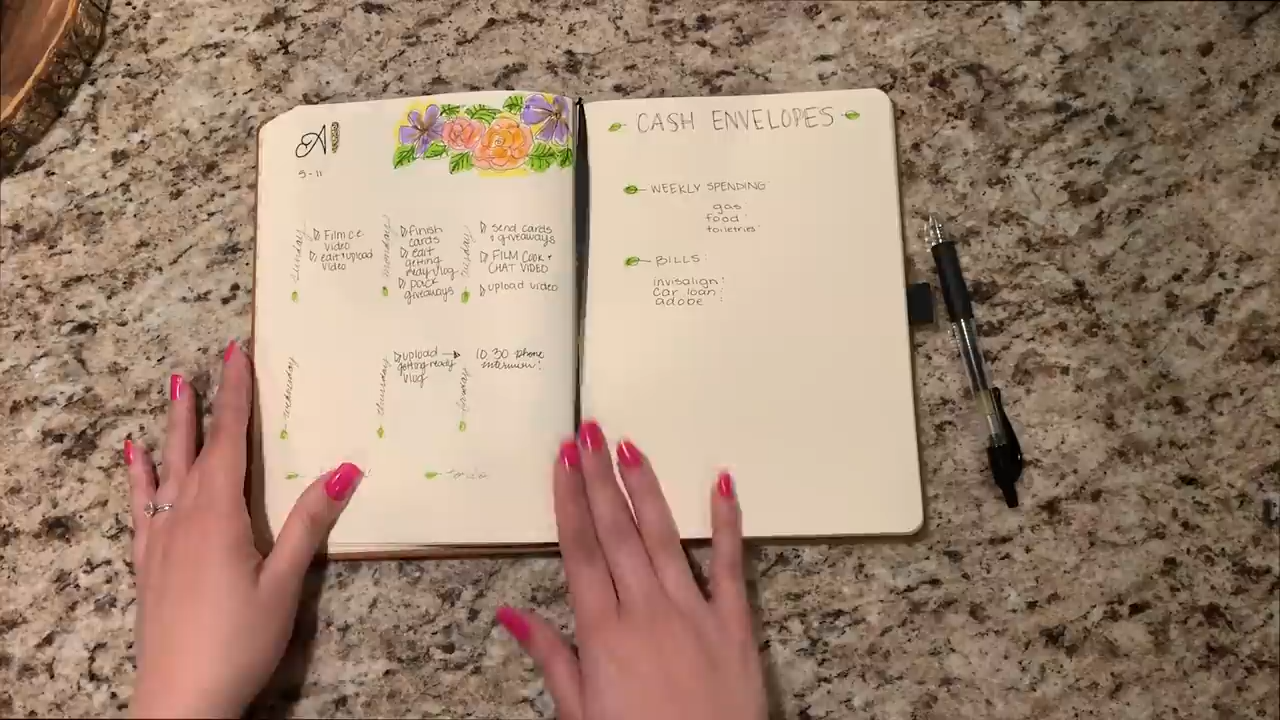 5-11
sunday
▷ Film c.e.
video
▷ edit + upload
video
monday
▷ finish
cards
▷ edit
getting
ready vlog
▷ pack
giveaways
tuesday
▷ send cards
+ giveaways
▷ FILM COOK +
CHAT VIDEO
▷ upload video
wednesday
thursday
▷ upload →
getting ready
vlog
friday
10:30 phone
interview!
CASH ENVELOPES
WEEKLY SPENDING:
gas:
food:
toiletries:
BILLS:
invisalign:
car loan:
adobe: